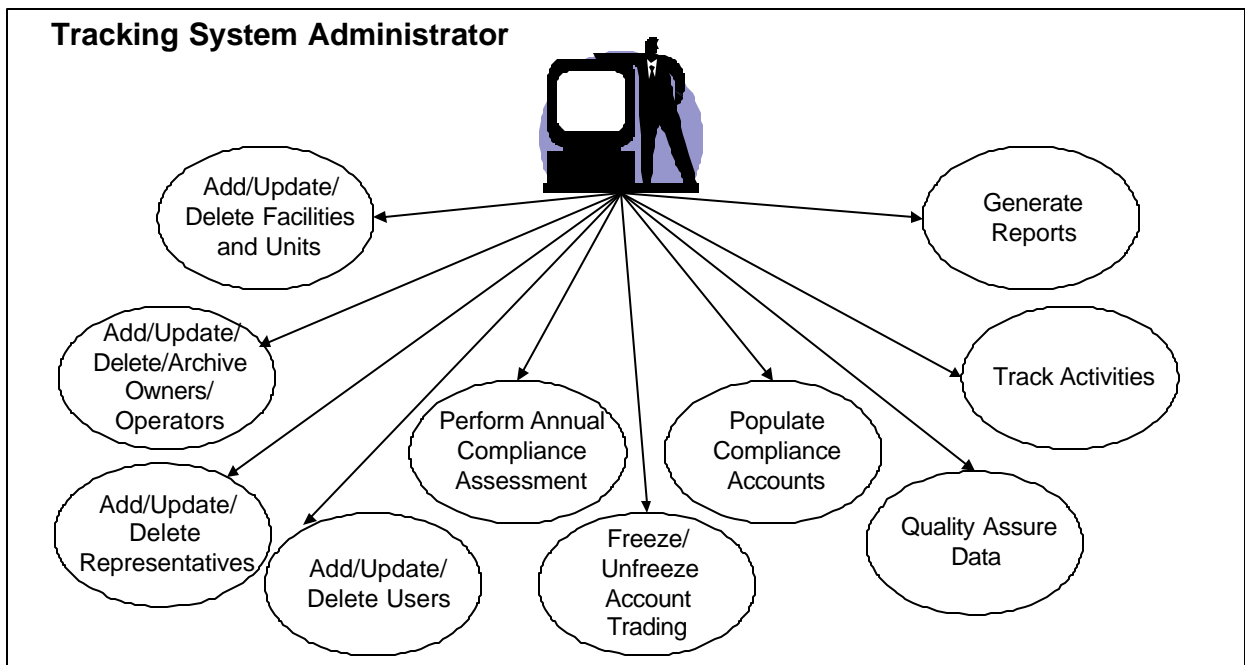 Tracking System Administrator
Add/Update/
Delete Facilities
and Units
Generate
Reports
Add/Update/
Delete/Archive
Owners/
Operators
Track Activities
Perform Annual
Compliance
Assessment
Populate
Compliance
Accounts
Add/Update/
Delete
Representatives
Quality Assure
Data
Add/Update/
Delete Users
Freeze/
Unfreeze
Account
Trading